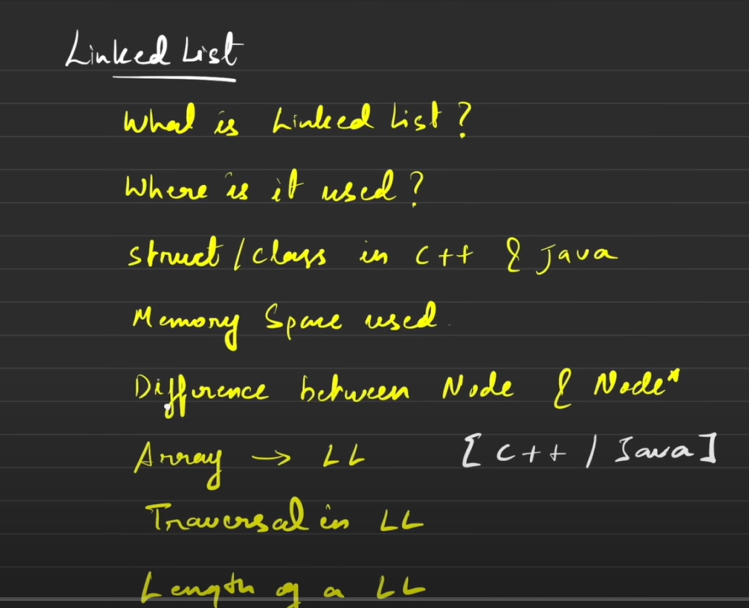 Linked List
What is Linked List?
Where is it used?
struct/class in C++ & Java
Memory Space used.
Difference between Node & Node*
Array → LL [C++ / Java]
Traversal in LL
Length of a LL